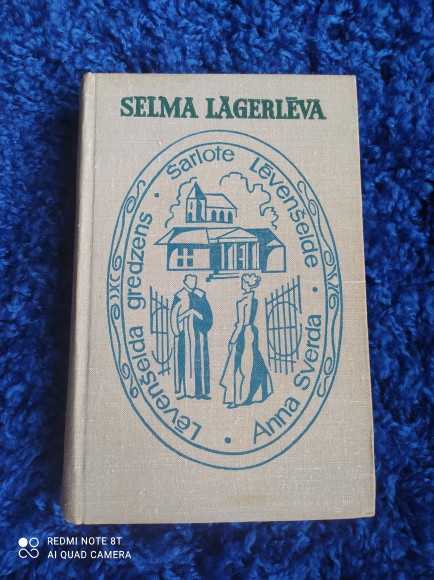 SELMA LĀGERLĒVA
Lēvenšelda gredzens · Šarlote Lēvenšelde · Anna Sverda ·
REDMI NOTE 8T
AI QUAD CAMERA